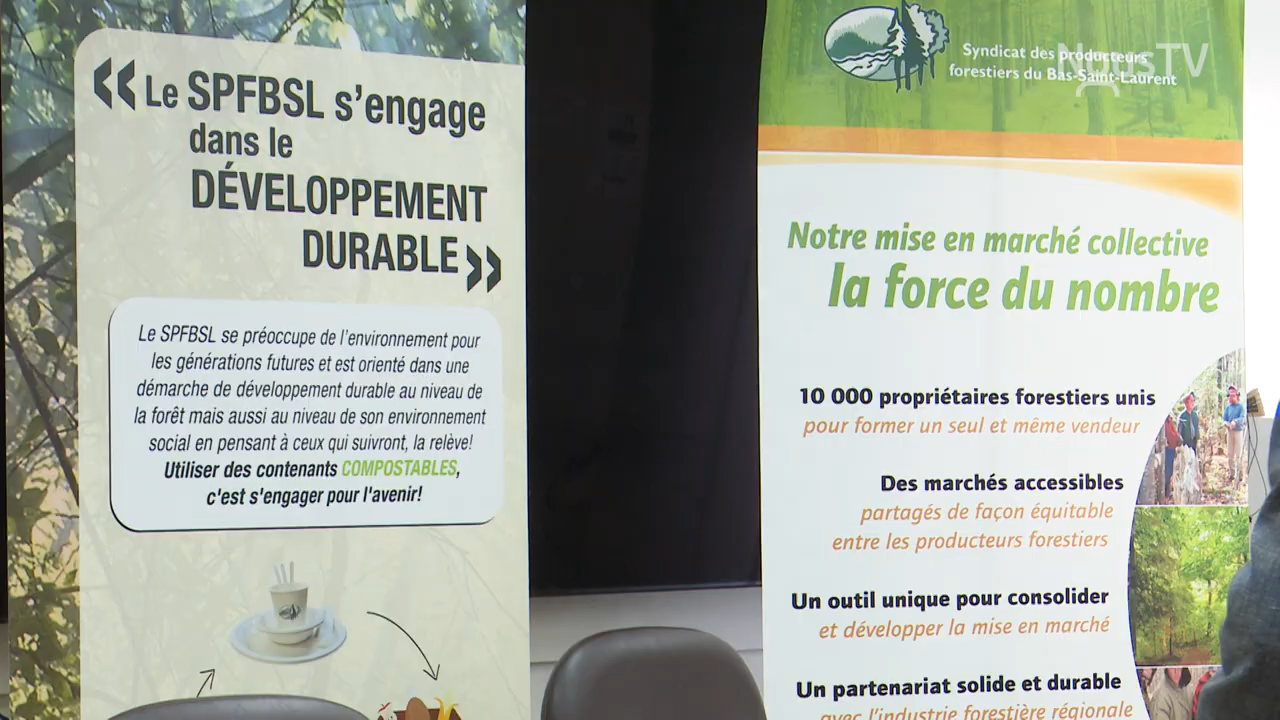 « Le SPFBSL s'engage
dans le
DÉVELOPPEMENT
DURABLE »
Le SPFBSL se préoccupe de l'environnement pour
les générations futures et est orienté dans une
démarche de développement durable au niveau de
la forêt mais aussi au niveau de son environnement
social en pensant à ceux qui suivront, la relève!
Utiliser des contenants COMPOSTABLES,
c'est s'engager pour l'avenir!
Syndicat des producteurs
forestiers du Bas-Saint-Laurent
NousTV
Notre mise en marché collective
la force du nombre
10 000 propriétaires forestiers unis
pour former un seul et même vendeur
Des marchés accessibles
partagés de façon équitable
entre les producteurs forestiers
Un outil unique pour consolider
et développer la mise en marché
Un partenariat solide et durable
avec l'industrie forestière régionale